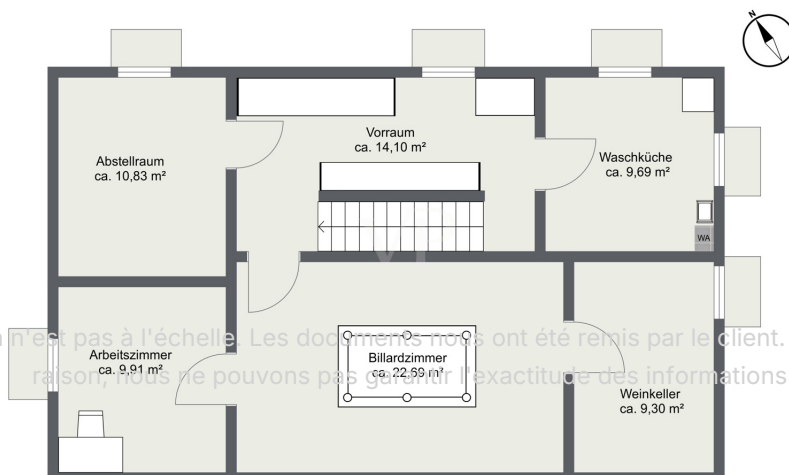 N
Vorraum
ca. 14,10 m²
Abstellraum
ca. 10,83 m²
Waschküche
ca. 9,69 m²
WA
n'est pas à l'échelle. Les documents nous ont été remis par le client.
raison, nous ne pouvons pas garantir l'exactitude des informations
Arbeitszimmer
ca. 9,91 m²
Billardzimmer
ca. 22,69 m²
Weinkeller
ca. 9,30 m²